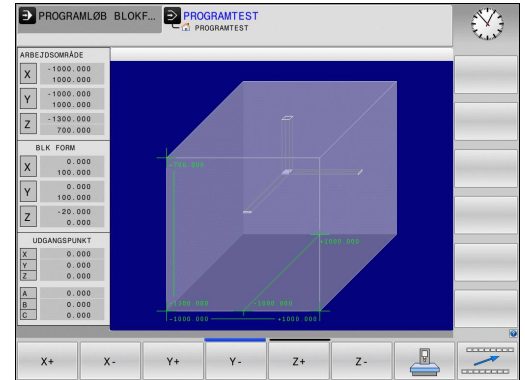 PROGRAMLØB BLOKF...
PROGRAMTEST
PROGRAMTEST
ARBEJDSOMRÅDE
X -1000.000
1000.000
Y -1000.000
1000.000
Z -1300.000
700.000
BLK FORM
X 0.000
100.000
Y 0.000
100.000
Z -20.000
0.000
UDGANGSPUNKT
X 0.000
Y 0.000
Z 0.000
A 0.000
B 0.000
C 0.000
+1000.000
-1300.000
-1000.000
-1000.000
+1000.000
X+ X- Y+ Y- Z+ Z-